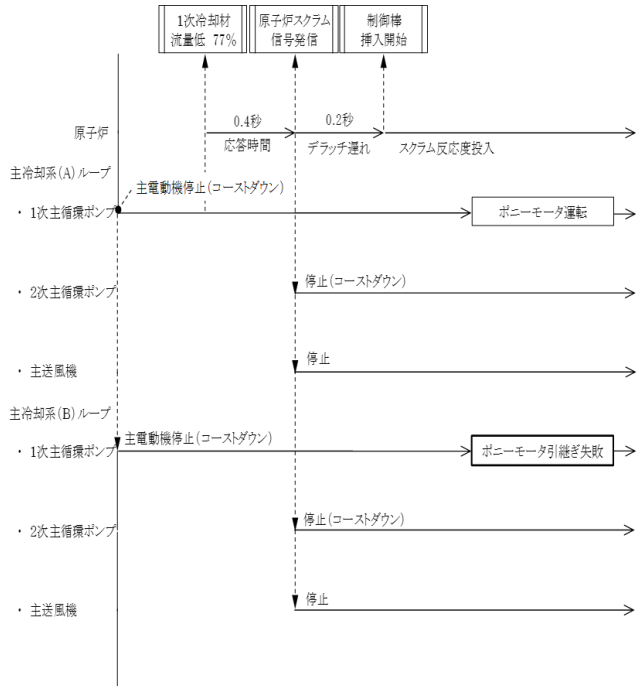 1次冷却材
流量低 77%
原子炉スクラム
信号発信
制御棒
挿入開始
原子炉
0.4秒
応答時間
0.2秒
デラッチ遅れ
スクラム反応度投入
主冷却系(A)ループ
主電動機停止(コーストダウン)
・ 1次主循環ポンプ
ポニーモータ運転
・ 2次主循環ポンプ
停止(コーストダウン)
・ 主送風機
停止
主冷却系(B)ループ
主電動機停止(コーストダウン)
・ 1次主循環ポンプ
ポニーモータ引継ぎ失敗
・ 2次主循環ポンプ
停止(コーストダウン)
・ 主送風機
停止